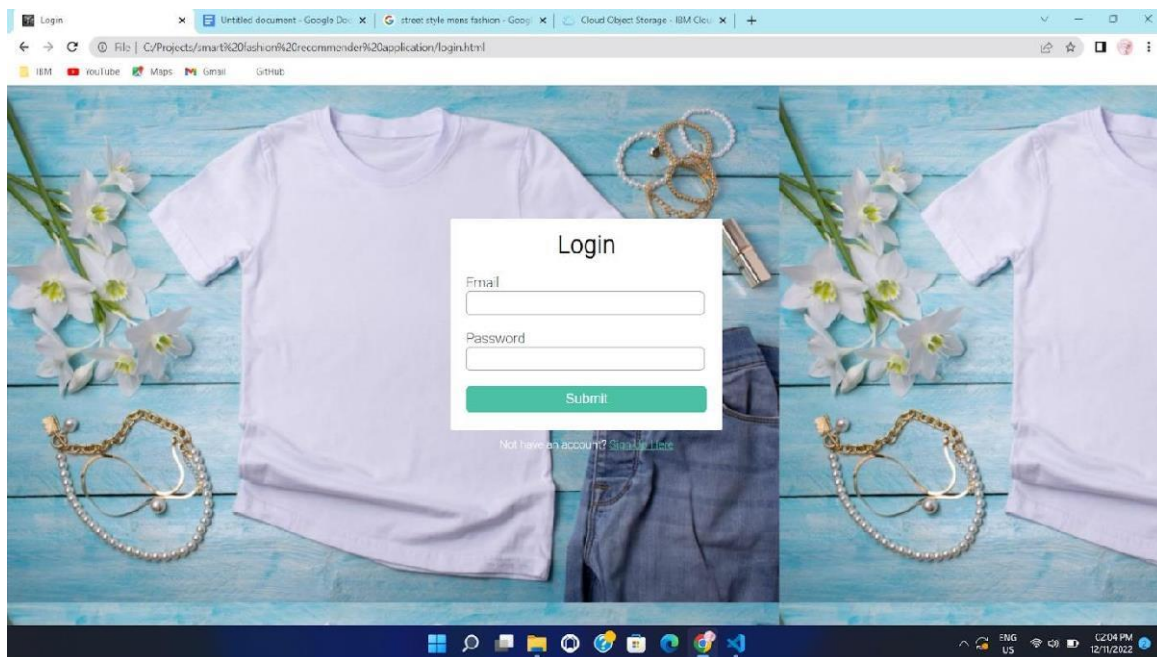 Login
Untitled document - Google Doc
street style mens fashion - Googl
Cloud Object Storage - IBM Clou
File | C:/Projects/smart%20fashion%20recommender%20application/login.html
IBM YouTube Maps Gmail GitHub
Login
Email
Password
Submit
Not have an account? Sign Up Here
ENG
US
02:04 PM
12/11/2022